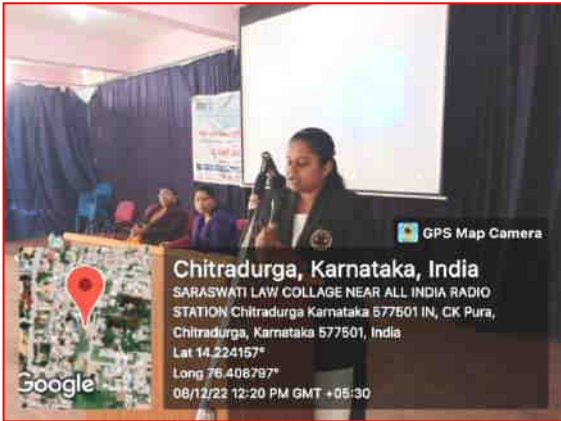 GPS Map Camera
Chitradurga, Karnataka, India
SARASWATI LAW COLLAGE NEAR ALL INDIA RADIO
STATION Chitradurga Karnataka 577501 IN, CK Pura,
Chitradurga, Karnataka 577501, India
Lat 14.224157°
Long 76.408797°
08/12/22 12:20 PM GMT +05:30
Google